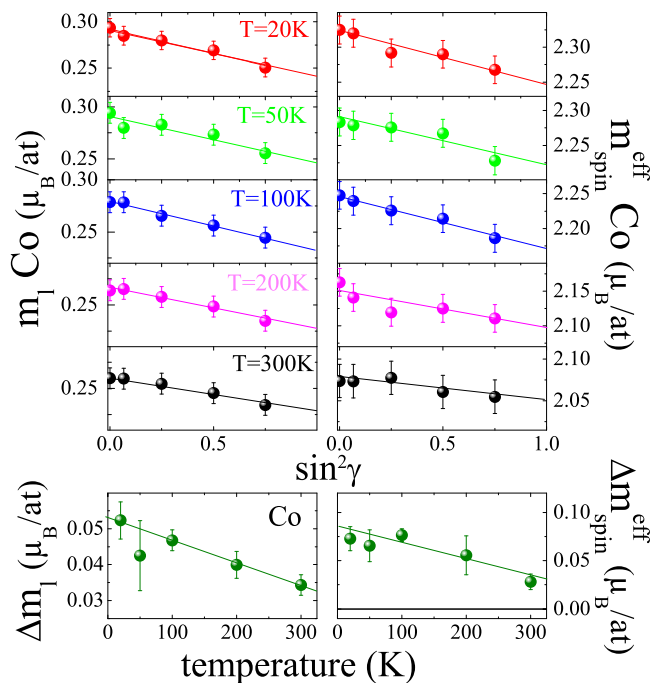 T=20K
0.30
0.25
2.30
2.25
T=50K
0.30
0.25
2.30
2.25
T=100K
0.30
0.25
2.25
2.20
T=200K
0.25
2.15
2.10
T=300K
0.25
2.10
2.05
m_l Co (μ_B/at)
m^eff_spin Co (μ_B/at)
0.0 0.5 0.0 0.5 1.0
sin²γ
Co
0.05
0.04
0.03
0.10
0.05
0.00
Δm_l (μ_B/at)
Δm^eff_spin (μ_B/at)
0 100 200 300 0 100 200 300
temperature (K)